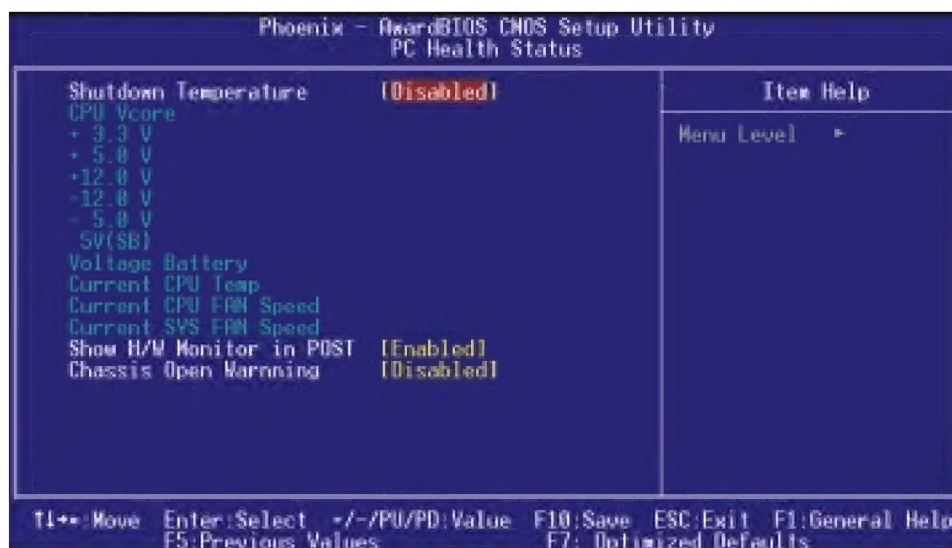 Phoenix - AwardBIOS CMOS Setup Utility
PC Health Status
Shutdown Temperature [Disabled]
CPU Vcore
+ 3.3 V
+ 5.0 V
+12.0 V
-12.0 V
- 5.0 V
5V(SB)
Voltage Battery
Current CPU Temp
Current CPU FAN Speed
Current SYS FAN Speed
Show H/W Monitor in POST [Enabled]
Chassis Open Warnning [Disabled]
Item Help
Menu Level ►
↑↓→←:Move Enter:Select +/-/PU/PD:Value F10:Save ESC:Exit F1:General Help
F5:Previous Values F7: Optimized Defaults